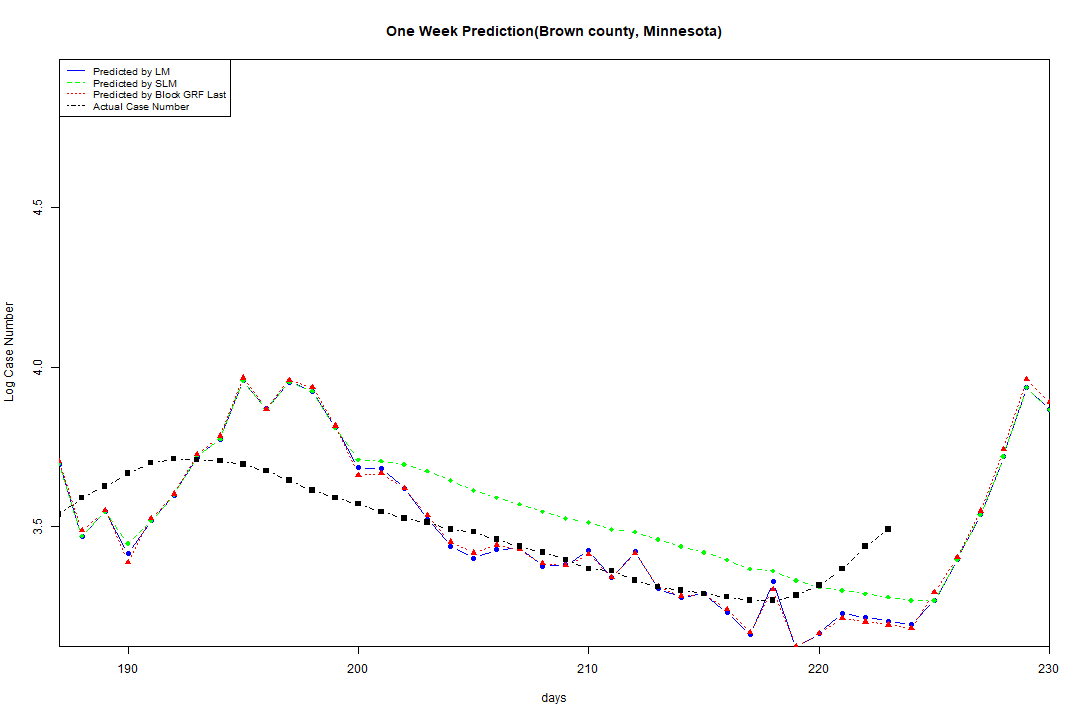 One Week Prediction(Brown county, Minnesota)
Predicted by LM
Predicted by SLM
Predicted by Block GRF Last
Actual Case Number
4.5
4.0
3.5
Log Case Number
190
200
210
220
230
days